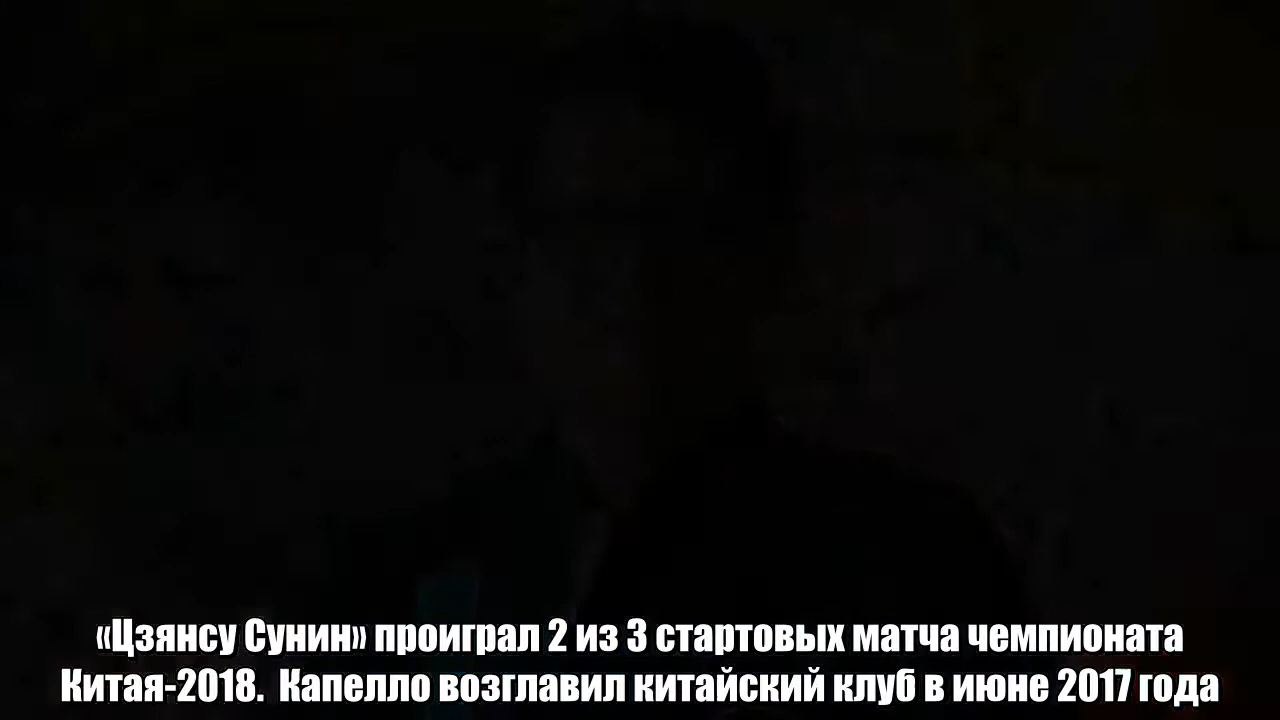 «Цзянсу Сунин» проиграл 2 из 3 стартовых матча чемпионата
Китая-2018. Капелло возглавил китайский клуб в июне 2017 года